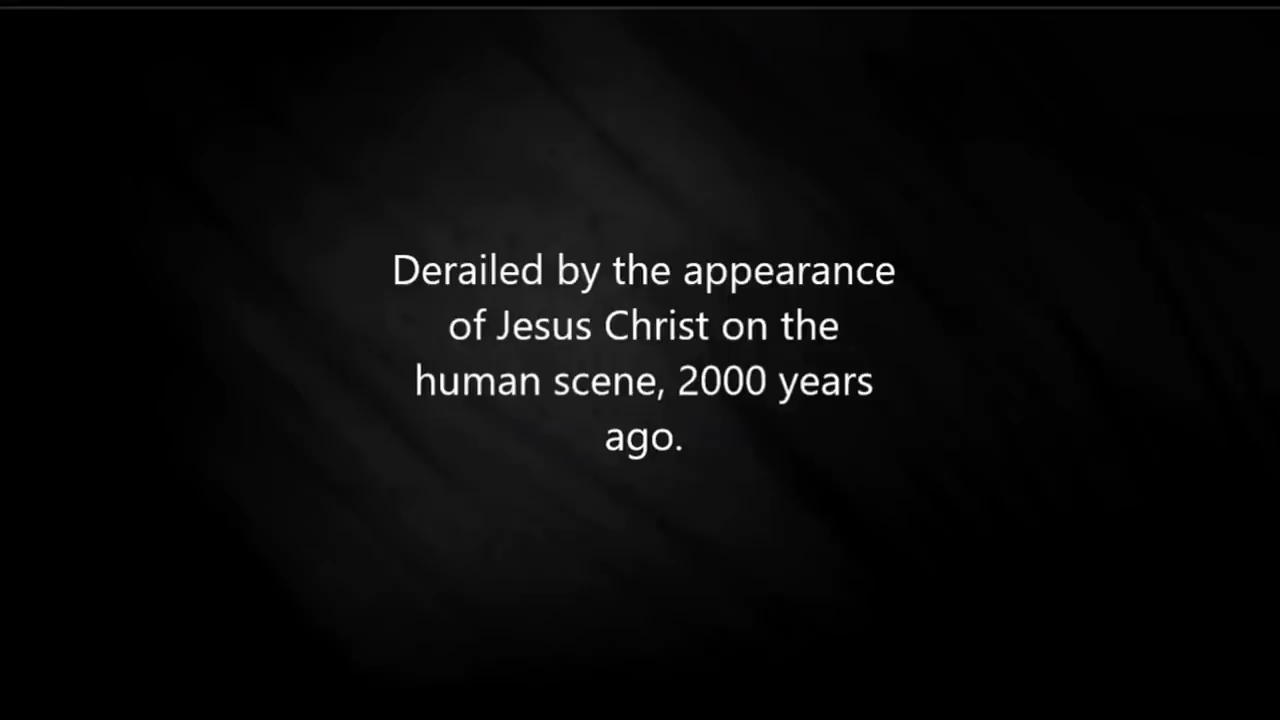 Derailed by the appearance
of Jesus Christ on the
human scene, 2000 years
ago.